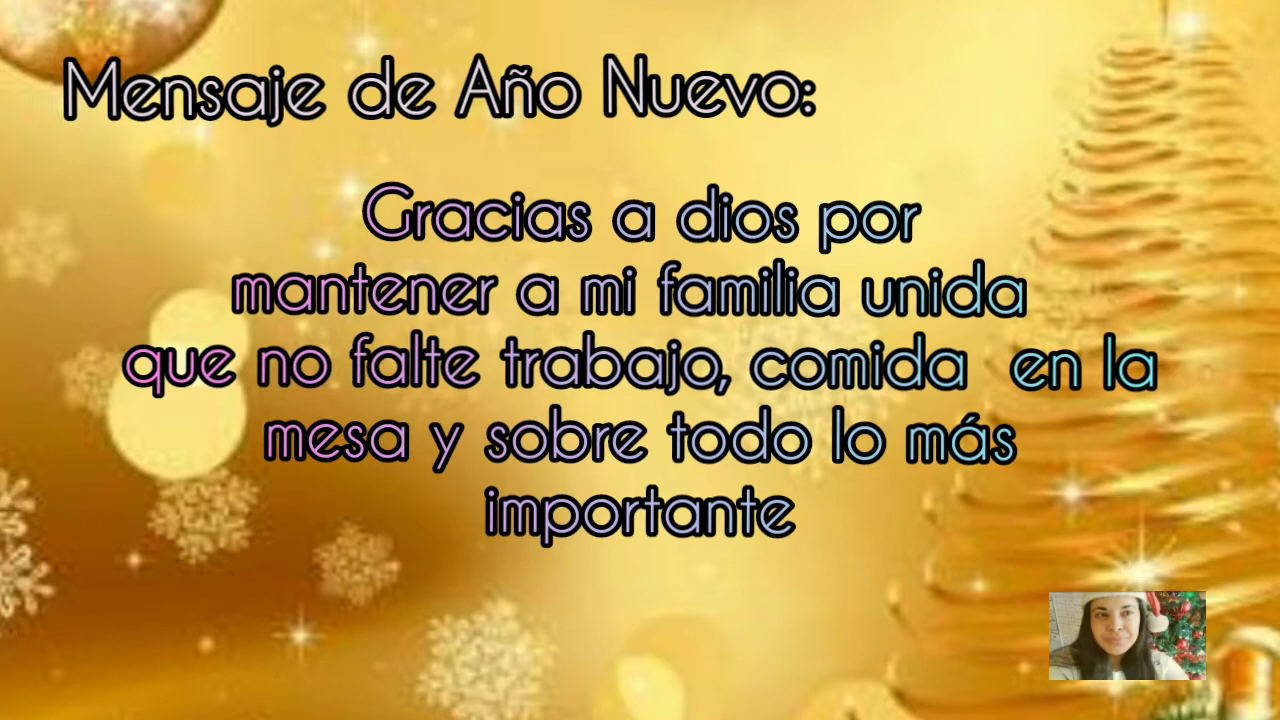 Mensaje de Año Nuevo:
Gracias a dios por
mantener a mi familia unida
que no falte trabajo, comida en la
mesa y sobre todo lo más
importante